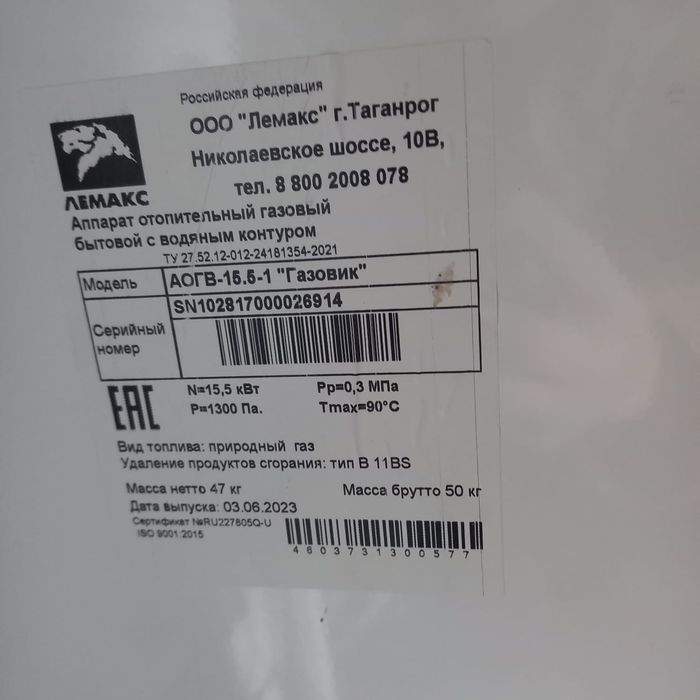 Российская федерация
ООО "Лемакс" г.Таганрог
Николаевское шоссе, 10В,
тел. 8 800 2008 078
ЛЕМАКС
Аппарат отопительный газовый
бытовой с водяным контуром
ТУ 27.52.12-012-24181354-2021
Модель АОГВ-15.5-1 "Газовик"
Серийный номер SN102817000026914
EAC
N=15,5 кВт Pp=0,3 МПа
P=1300 Па. Tmax=90°C
Вид топлива: природный газ
Удаление продуктов сгорания: тип В 11BS
Масса нетто 47 кг Масса брутто 50 кг
Дата выпуска: 03.06.2023
Сертификат №RU227805Q-U
ISO 9001:2015
4603731300577